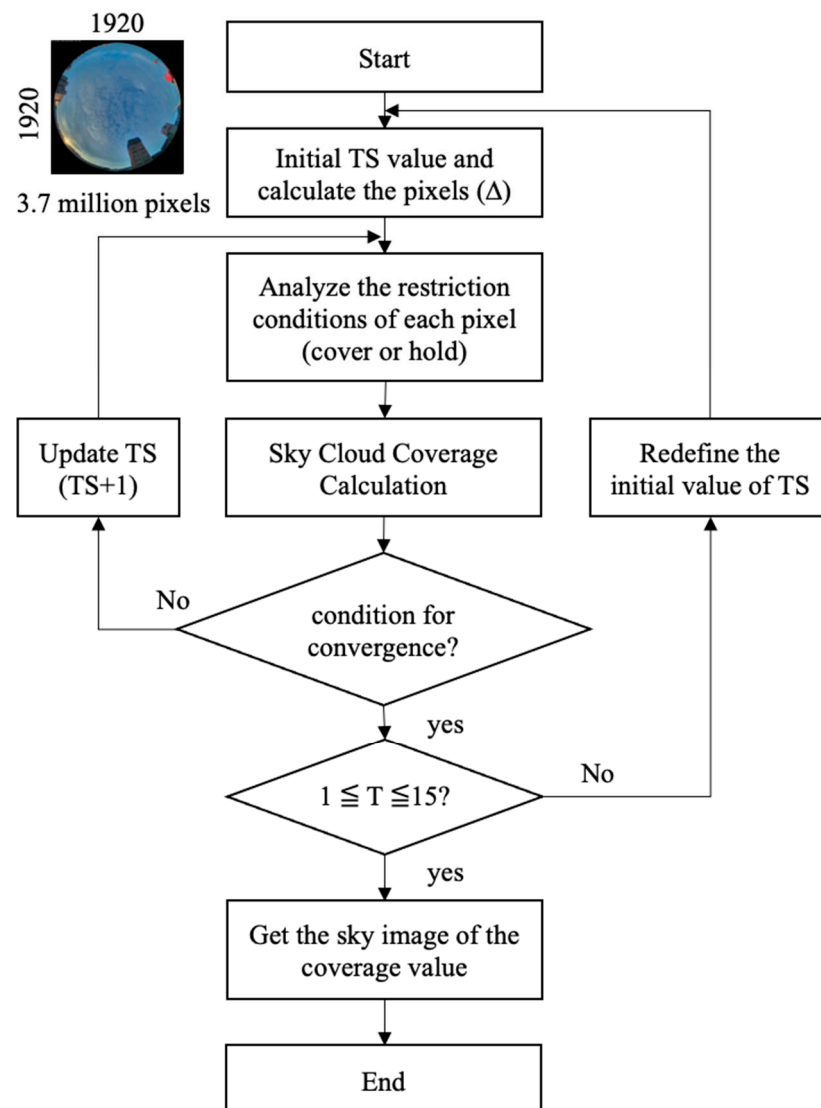 1920
1920
3.7 million pixels
Start
Initial TS value and
calculate the pixels (Δ)
Analyze the restriction
conditions of each pixel
(cover or hold)
Update TS
(TS+1)
Sky Cloud Coverage
Calculation
Redefine the
initial value of TS
No
condition for
convergence?
yes
1 ≦ T ≦15?
No
yes
Get the sky image of the
coverage value
End